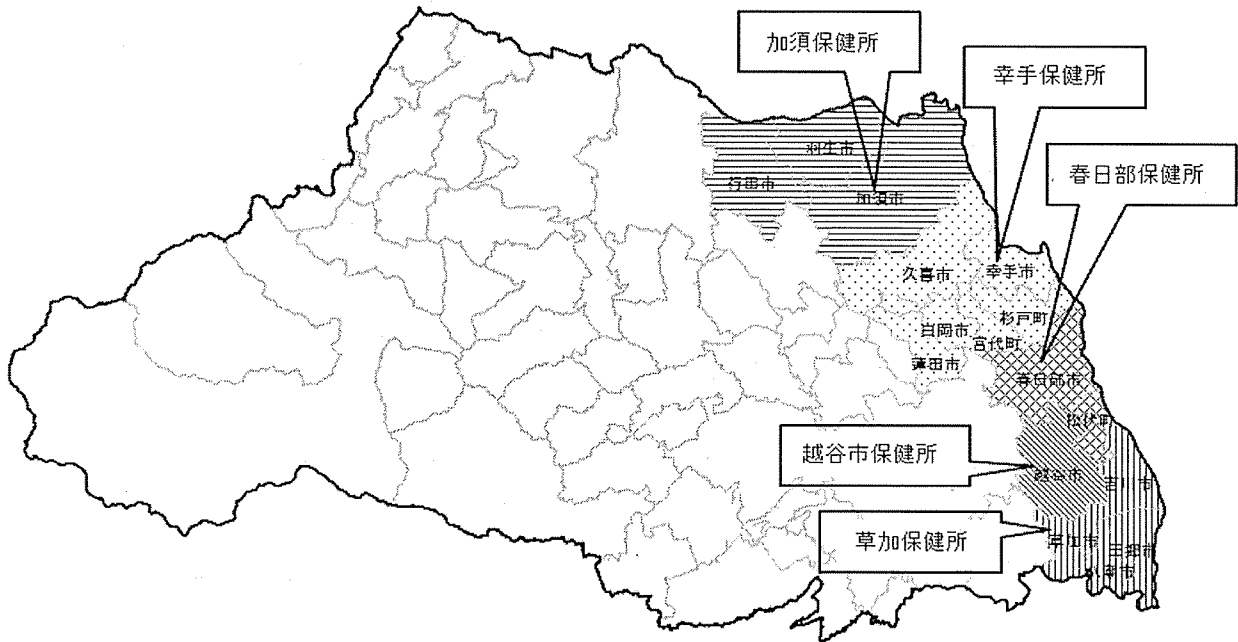 加須保健所
幸手保健所
羽生市
春日部保健所
行田市
加須市
久喜市
幸手市
杉戸町
白岡市
宮代町
蓮田市
春日部市
松伏町
越谷市保健所
越谷市
吉川市
草加保健所
草加市
三郷市
八潮市